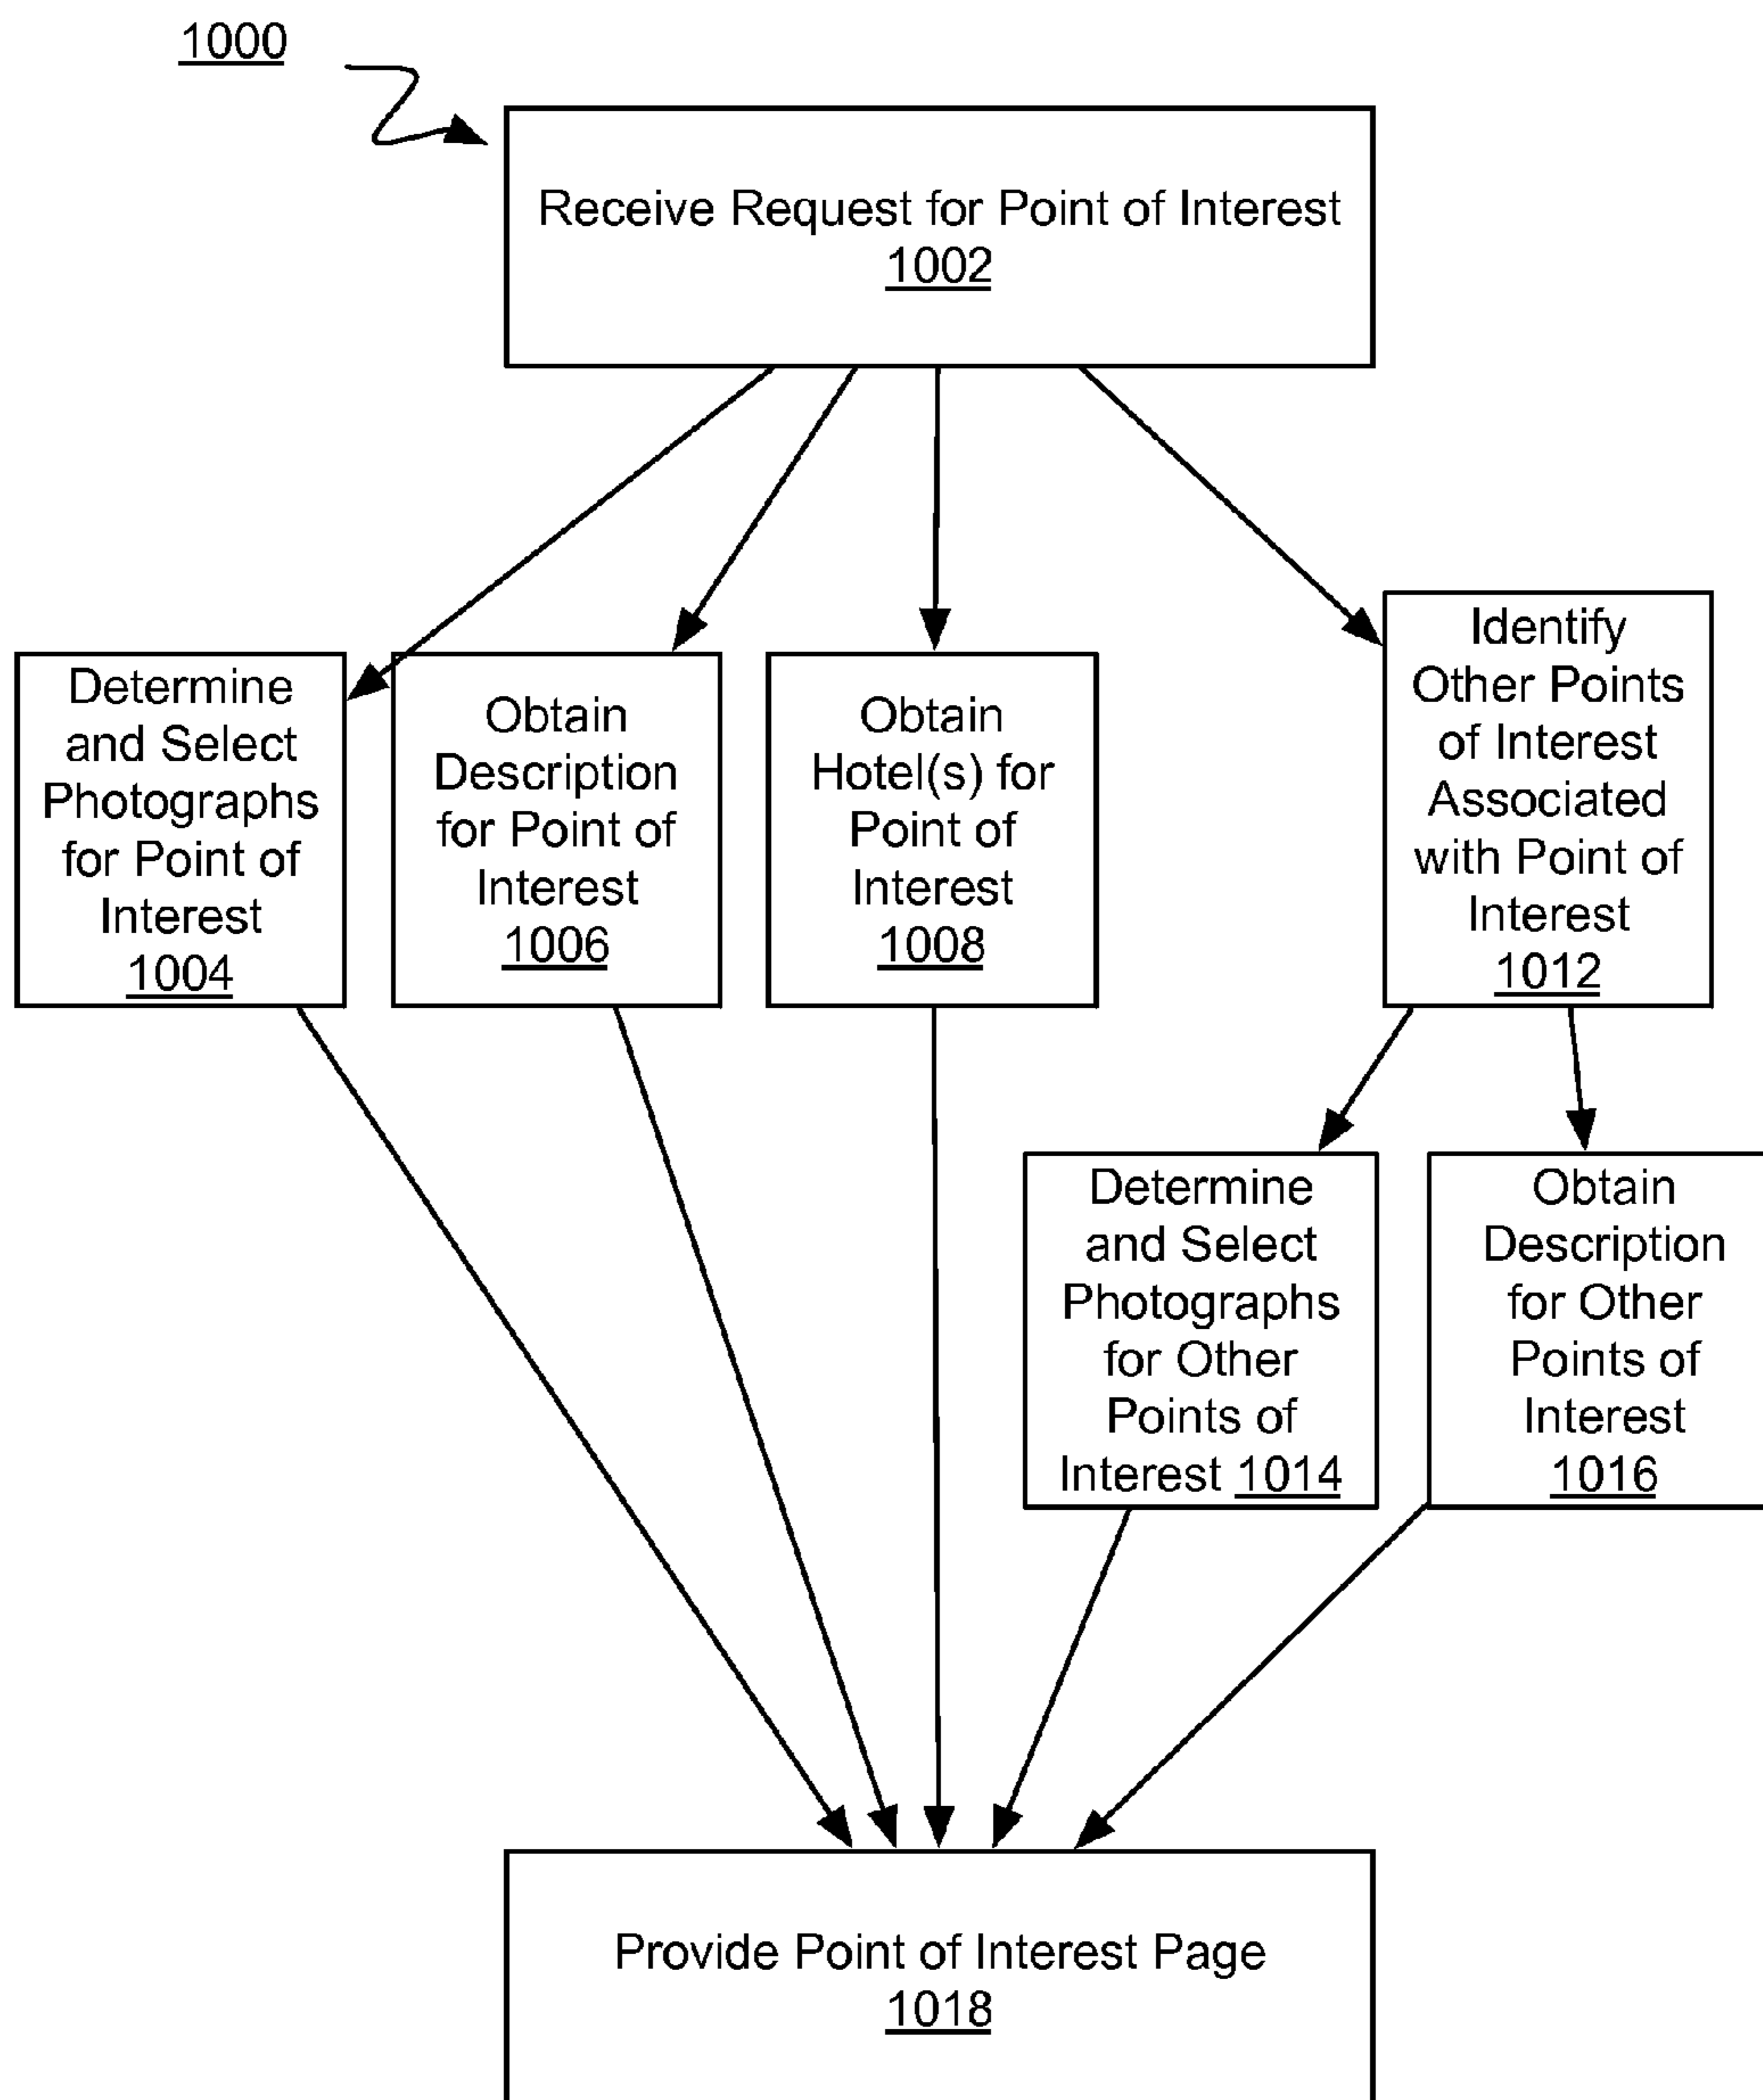 1000
Receive Request for Point of Interest
1002
Determine
and Select
Photographs
for Point of
Interest
1004
Obtain
Description
for Point of
Interest
1006
Obtain
Hotel(s) for
Point of
Interest
1008
Identify
Other Points
of Interest
Associated
with Point of
Interest
1012
Determine
and Select
Photographs
for Other
Points of
Interest 1014
Obtain
Description
for Other
Points of
Interest
1016
Provide Point of Interest Page
1018